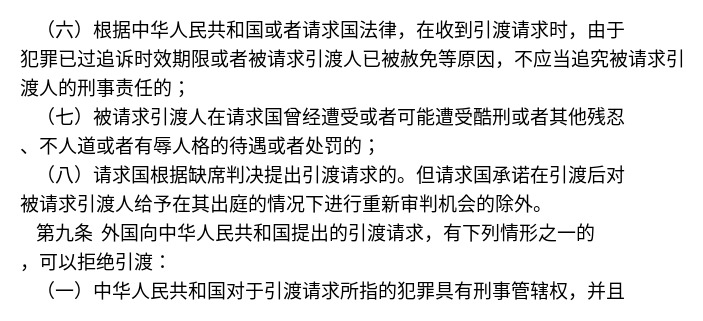 （六）根据中华人民共和国或者请求国法律，在收到引渡请求时，由于
犯罪已过追诉时效期限或者被请求引渡人已被赦免等原因，不应当追究被请求引
渡人的刑事责任的；
（七）被请求引渡人在请求国曾经遭受或者可能遭受酷刑或者其他残忍
、不人道或者有辱人格的待遇或者处罚的；
（八）请求国根据缺席判决提出引渡请求的。但请求国承诺在引渡后对
被请求引渡人给予在其出庭的情况下进行重新审判机会的除外。
第九条 外国向中华人民共和国提出的引渡请求，有下列情形之一的
，可以拒绝引渡：
（一）中华人民共和国对于引渡请求所指的犯罪具有刑事管辖权，并且